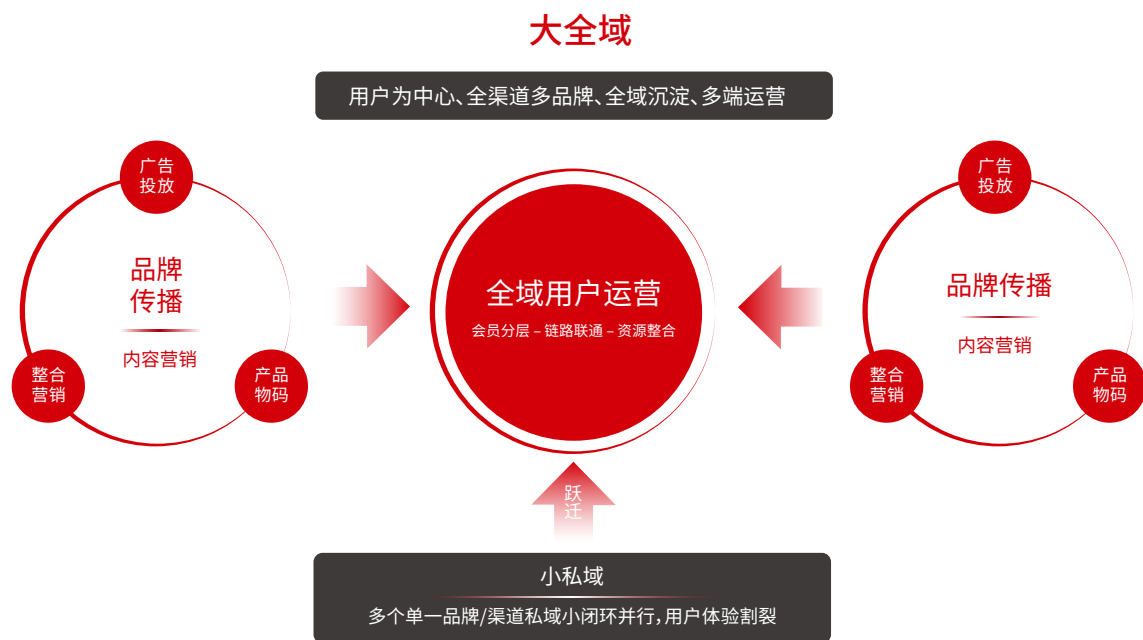 大全域
用户为中心、全渠道多品牌、全域沉淀、多端运营
广告
投放
品牌
传播
内容营销
整合
营销
产品
物码
全域用户运营
会员分层 – 链路联通 – 资源整合
广告
投放
品牌传播
内容营销
整合
营销
产品
物码
跃
迁
小私域
多个单一品牌/渠道私域小闭环并行，用户体验割裂